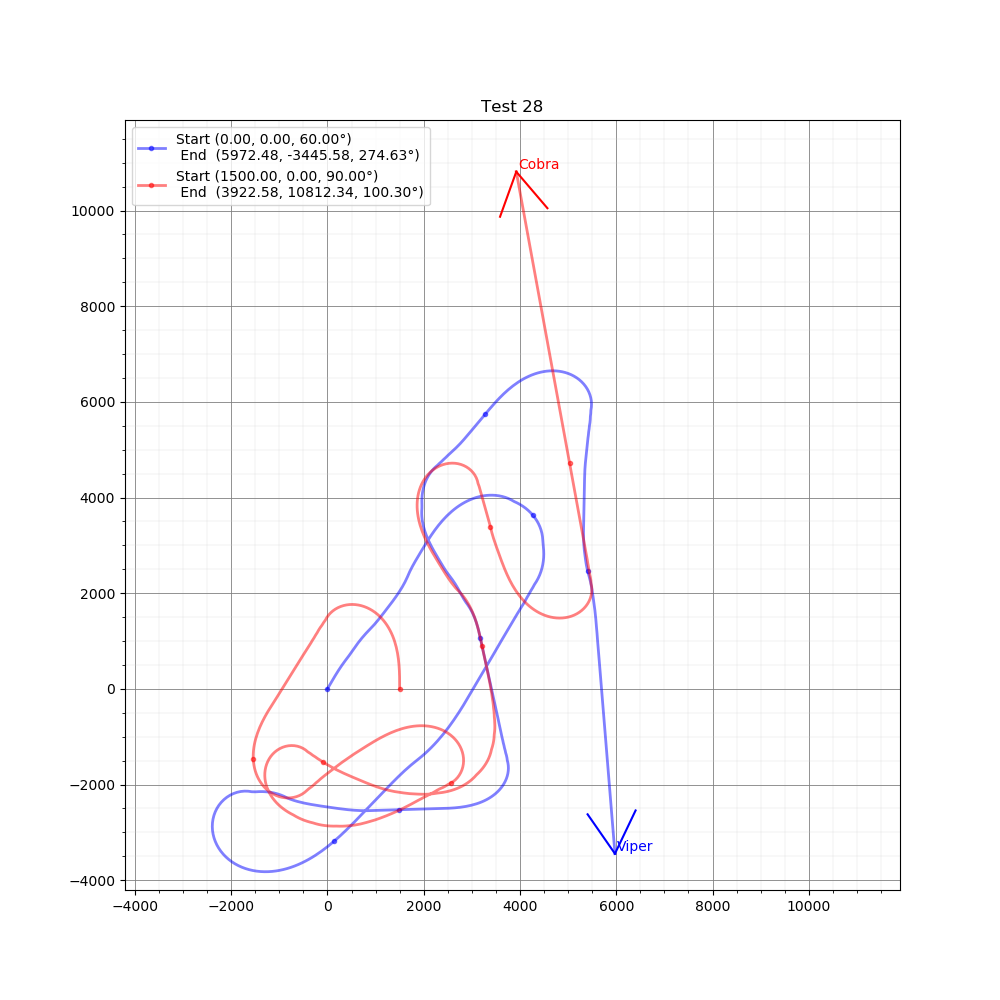 Test 28
Start (0.00, 0.00, 60.00°)
End  (5972.48, -3445.58, 274.63°)
Start (1500.00, 0.00, 90.00°)
End  (3922.58, 10812.34, 100.30°)
Cobra
10000
8000
6000
4000
2000
0
−2000
Viper
−4000
−4000 −2000 0 2000 4000 6000 8000 10000